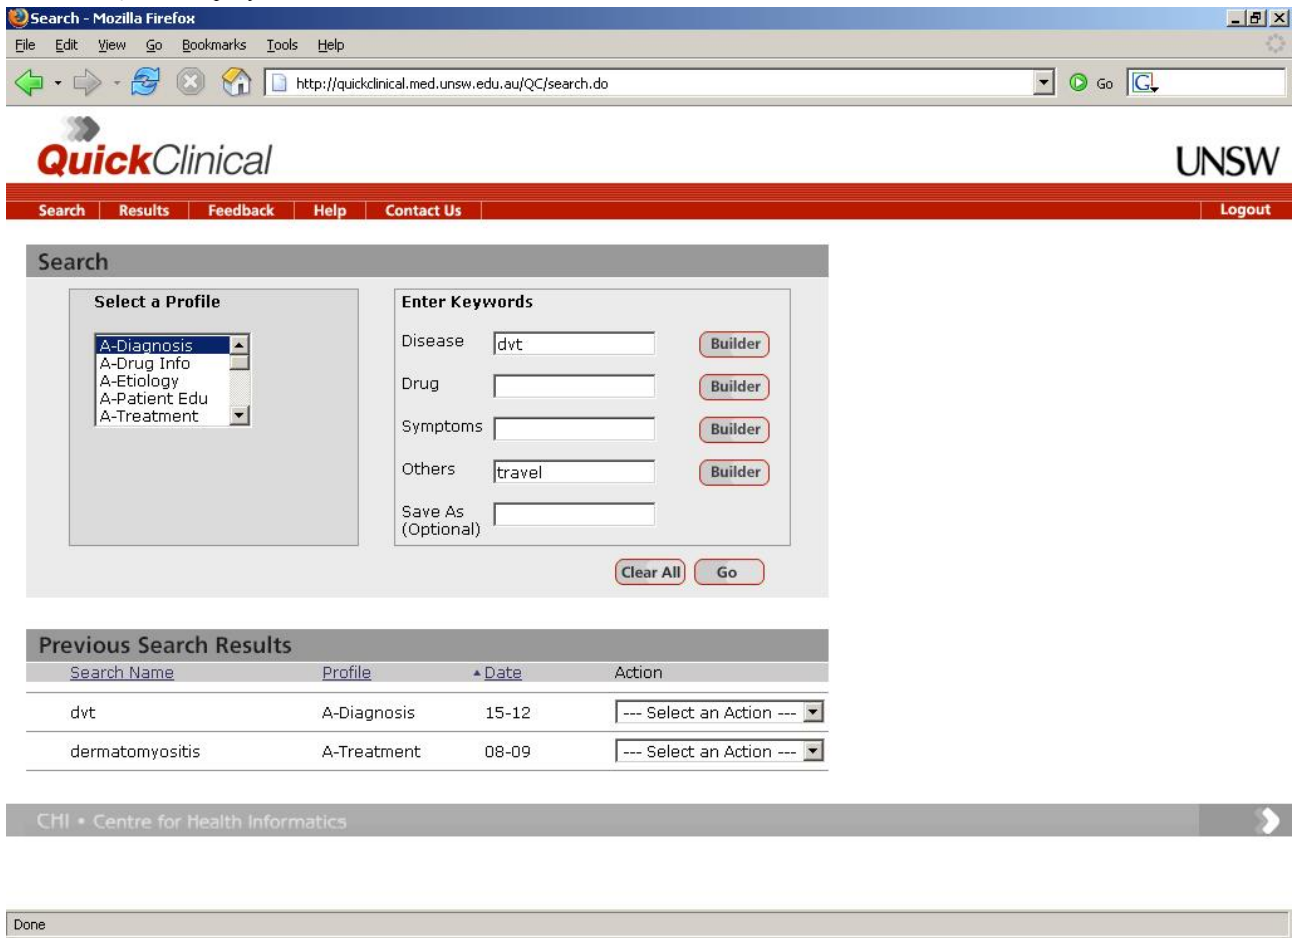 Search - Mozilla Firefox
File Edit View Go Bookmarks Tools Help
http://quickclinical.med.unsw.edu.au/QC/search.do Go G
QuickClinical
UNSW
Search Results Feedback Help Contact Us Logout
Search
Select a Profile
A-Diagnosis
A-Drug Info
A-Etiology
A-Patient Edu
A-Treatment
Enter Keywords
Disease dvt Builder
Drug Builder
Symptoms Builder
Others travel Builder
Save As
(Optional)
Clear All Go
Previous Search Results
Search Name Profile Date Action
dvt A-Diagnosis 15-12 --- Select an Action ---
dermatomyositis A-Treatment 08-09 --- Select an Action ---
CHI • Centre for Health Informatics
Done